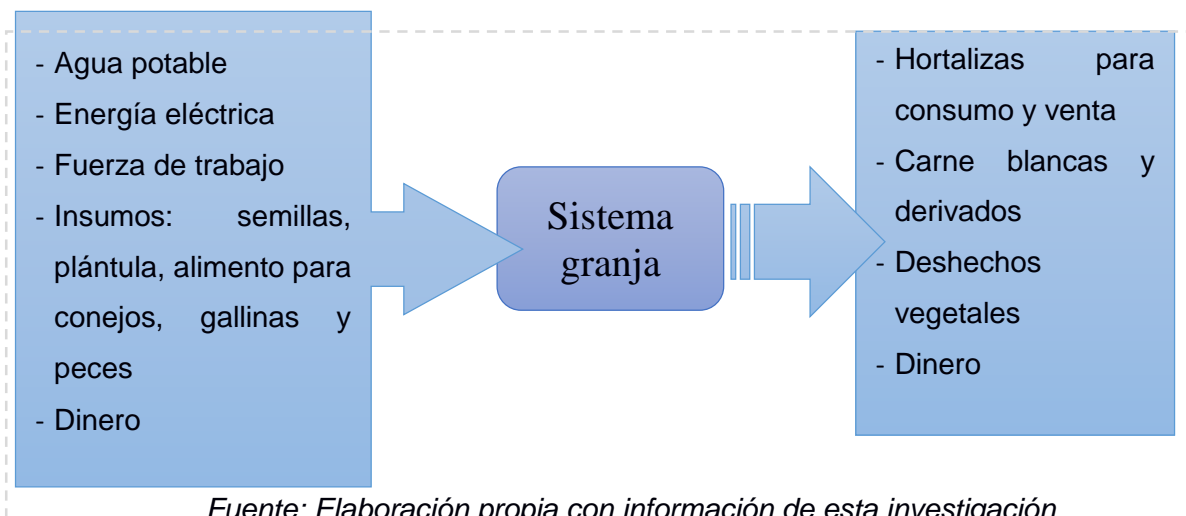 - Agua potable
- Energía eléctrica
- Fuerza de trabajo
- Insumos: semillas,
plántula, alimento para
conejos, gallinas y
peces
- Dinero
Sistema
granja
- Hortalizas para
consumo y venta
- Carne blancas y
derivados
- Deshechos
vegetales
- Dinero
Fuente: Elaboración propia con información de esta investigación